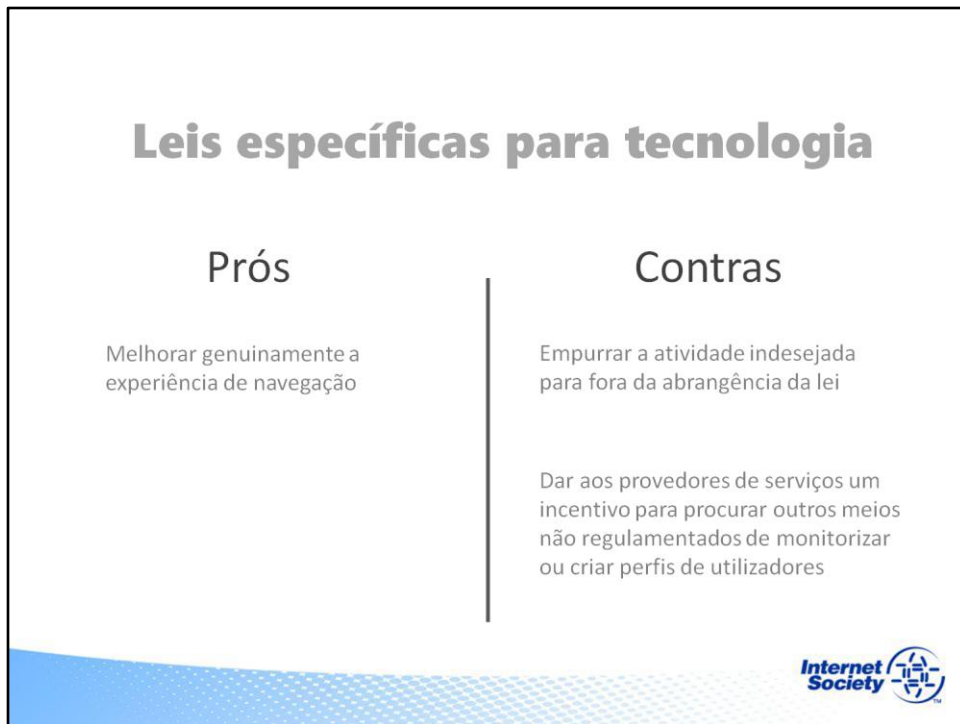 Leis específicas para tecnologia
Prós
Melhorar genuinamente a
experiência de navegação
Contras
Empurrar a atividade indesejada
para fora da abrangência da lei
Dar aos provedores de serviços um
incentivo para procurar outros meios
não regulamentados de monitorizar
ou criar perfis de utilizadores
Internet
Society
TM